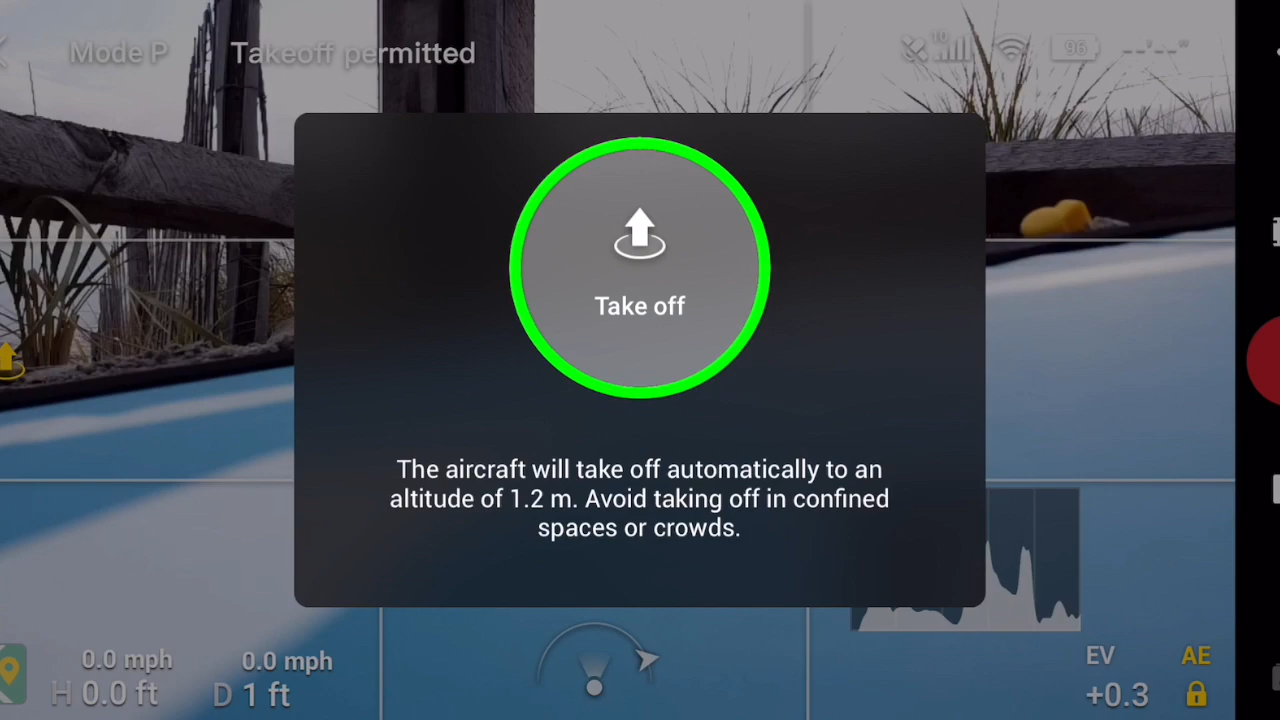 Mode P
Takeoff permitted
10
96
--'--"
Take off
The aircraft will take off automatically to an
altitude of 1.2 m. Avoid taking off in confined
spaces or crowds.
0.0 mph
0.0 mph
H 0.0 ft
D 1 ft
EV
AE
+0.3